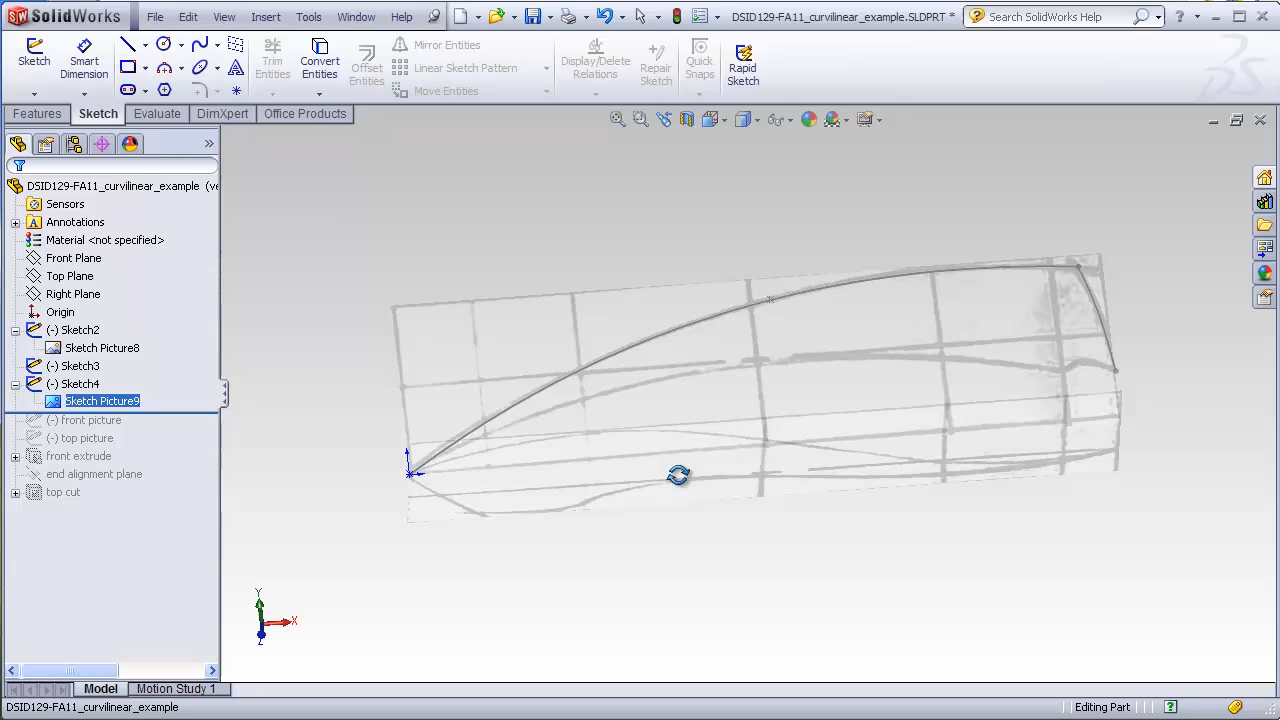 SolidWorks File Edit View Insert Tools Window Help DSID129-FA11_curvilinear_example.SLDPRT * Search SolidWorks Help
Sketch Smart Dimension Trim Entities Convert Entities Offset Entities Mirror Entities Linear Sketch Pattern Move Entities Display/Delete Relations Repair Sketch Quick Snaps Rapid Sketch
Features Sketch Evaluate DimXpert Office Products
DSID129-FA11_curvilinear_example (ve
Sensors
Annotations
Material <not specified>
Front Plane
Top Plane
Right Plane
Origin
(-) Sketch2
Sketch Picture8
(-) Sketch3
(-) Sketch4
Sketch Picture9
(-) front picture
(-) top picture
front extrude
end alignment plane
top cut
Y
X
Z
Model Motion Study 1
DSID129-FA11_curvilinear_example Editing Part